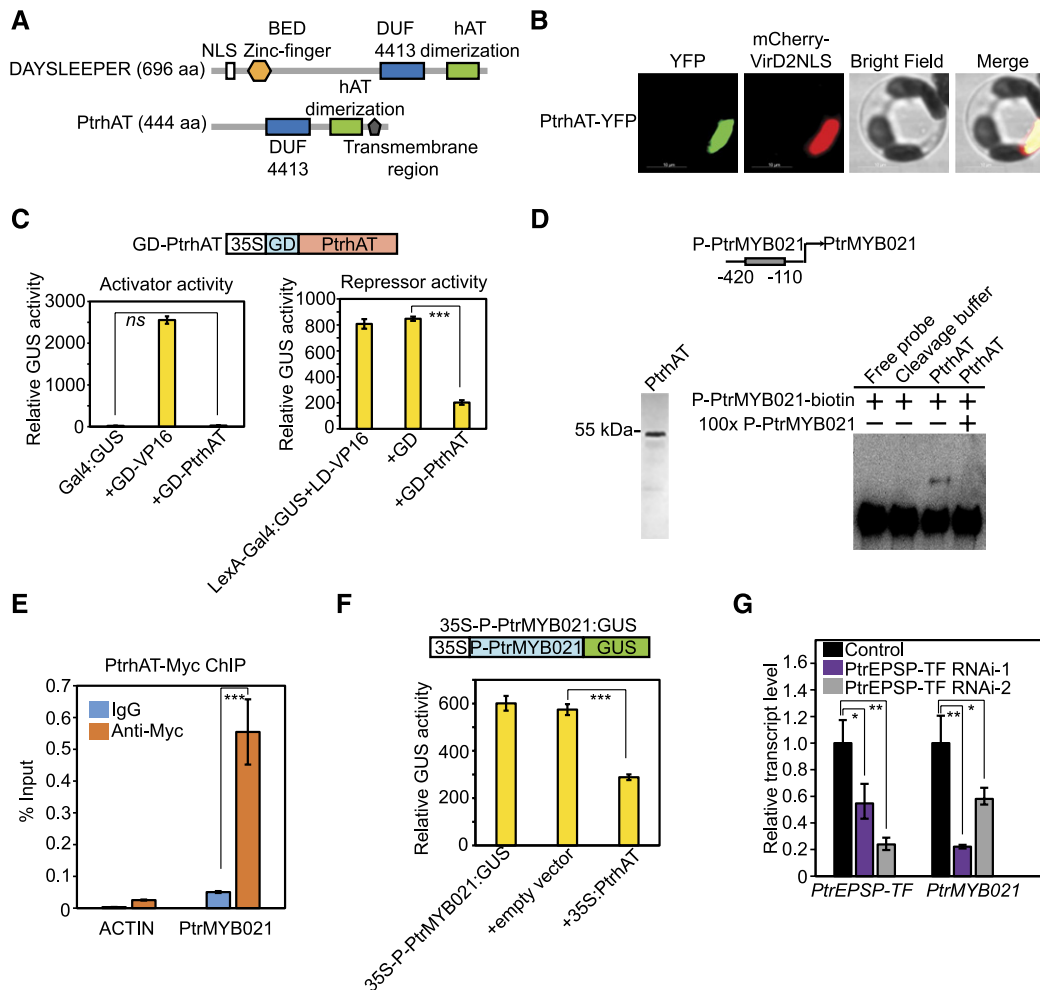 A
NLS
BED
Zinc-finger
DUF
4413
hAT
dimerization
DAYSLEEPER (696 aa)
hAT
dimerization
PtrhAT (444 aa)
DUF
4413
Transmembrane
region
B
YFP
mCherry-
VirD2NLS
Bright Field
Merge
PtrhAT-YFP
C
GD-PtrhAT
35S
GD
PtrhAT
Activator activity
Relative GUS activity
3000
2000
1000
0
ns
Gal4:GUS
+GD-VP16
+GD-PtrhAT
Repressor activity
Relative GUS activity
1000
800
600
400
200
0
***
LexA-Gal4:GUS+LD-VP16
+GD
+GD-PtrhAT
D
P-PtrMYB021
PtrMYB021
-420
-110
PtrhAT
55 kDa
Free probe
Cleavage buffer
PtrhAT
PtrhAT
P-PtrMYB021-biotin + + + +
100x P-PtrMYB021 − − − +
E
PtrhAT-Myc ChIP
% Input
0.7
0.6
0.5
0.4
0.3
0.2
0.1
0
IgG
Anti-Myc
***
ACTIN
PtrMYB021
F
35S-P-PtrMYB021:GUS
35S
P-PtrMYB021
GUS
Relative GUS activity
600
400
200
0
***
35S-P-PtrMYB021:GUS
+empty vector
+35S:PtrhAT
G
Control
PtrEPSP-TF RNAi-1
PtrEPSP-TF RNAi-2
Relative transcript level
1.6
1.4
1.2
1.0
0.8
0.6
0.4
0.2
* **
** *
PtrEPSP-TF
PtrMYB021